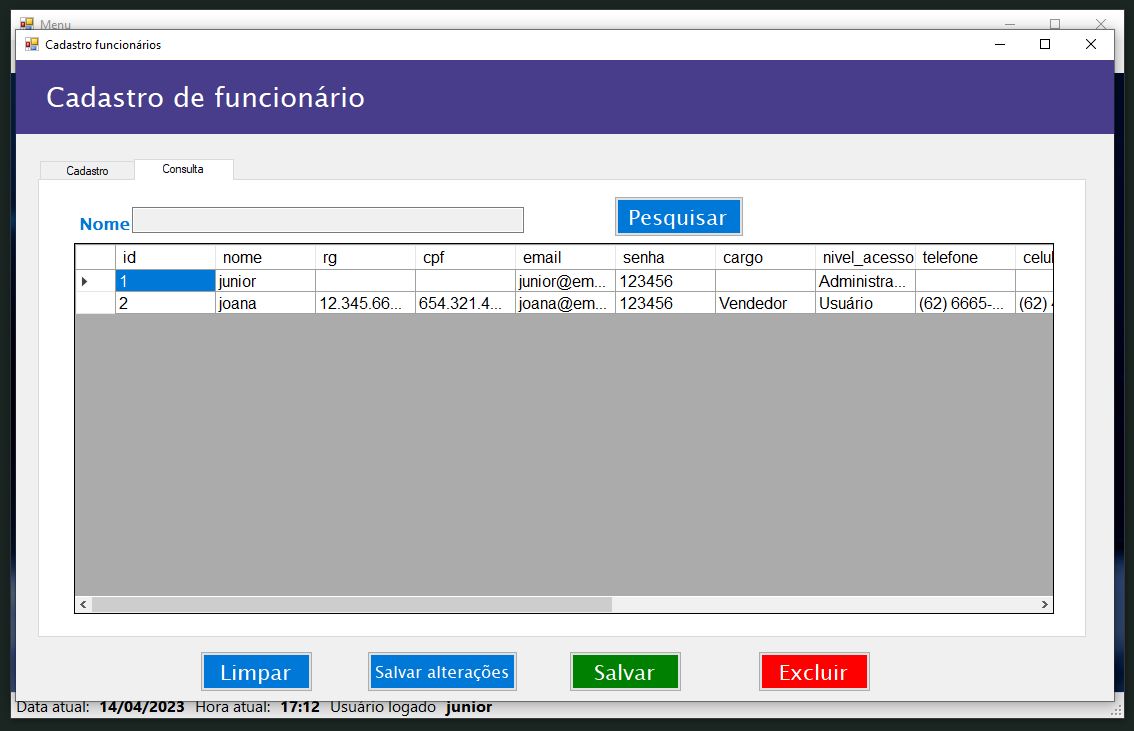 Menu
Cadastro funcionários
Cadastro de funcionário
Cadastro Consulta
Nome Pesquisar
id nome rg cpf email senha cargo nivel_acesso telefone celul
1 junior junior@em... 123456 Administra...
2 joana 12.345.66... 654.321.4... joana@em... 123456 Vendedor Usuário (62) 6665-... (62)
Limpar Salvar alterações Salvar Excluir
Data atual: 14/04/2023 Hora atual: 17:12 Usuário logado junior